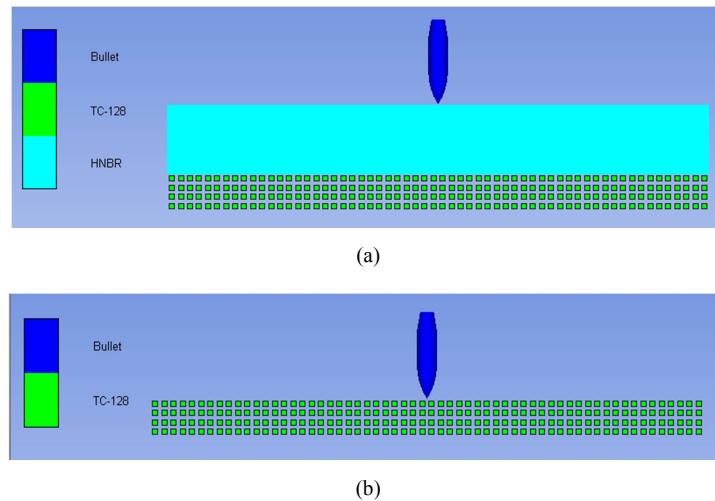 Bullet
TC-128
HNBR
(a)
Bullet
TC-128
(b)